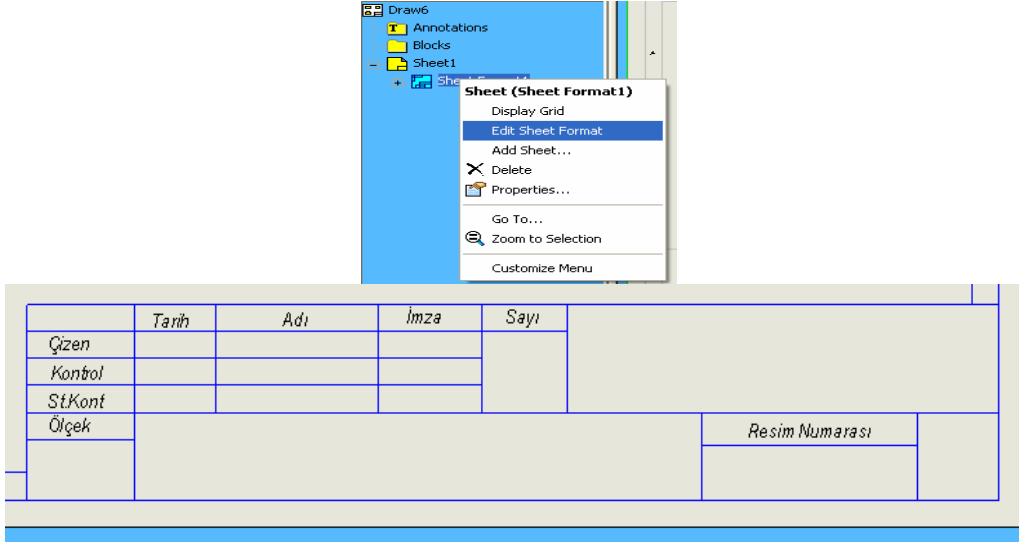 Draw6
Annotations
Blocks
Sheet1
Sheet (Sheet Format1)
Display Grid
Edit Sheet Format
Add Sheet...
Delete
Properties...
Go To...
Zoom to Selection
Customize Menu
Tarih Adı İmza Sayı
Çizen
Kontrol
St.Kont
Ölçek Resim Numarası